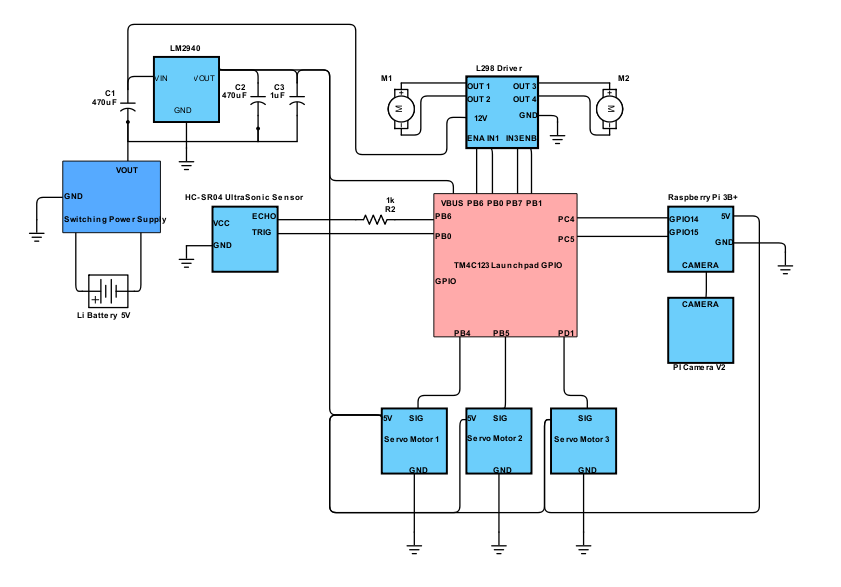 LM2940
VIN
VOUT
GND
C1
470uF
C2
470uF
C3
1uF
VOUT
GND
Switching Power Supply
Li Battery 5V
L298 Driver
M1
M
M2
M
OUT 1
OUT 2
12V
ENA IN1
OUT 3
OUT 4
GND
IN3 ENB
HC-SR04 UltraSonic Sensor
VCC
GND
ECHO
TRIG
1k
R2
VBUS PB6 PB0 PB7 PB1
PB6
PB0
PC4
PC5
TM4C123 Launchpad GPIO
GPIO
PB4
PB5
PD1
Raspberry Pi 3B+
GPIO14
GPIO15
5V
GND
CAMERA
CAMERA
PI Camera V2
5V
SIG
Servo Motor 1
GND
5V
SIG
Servo Motor 2
GND
SIG
Servo Motor 3
GND